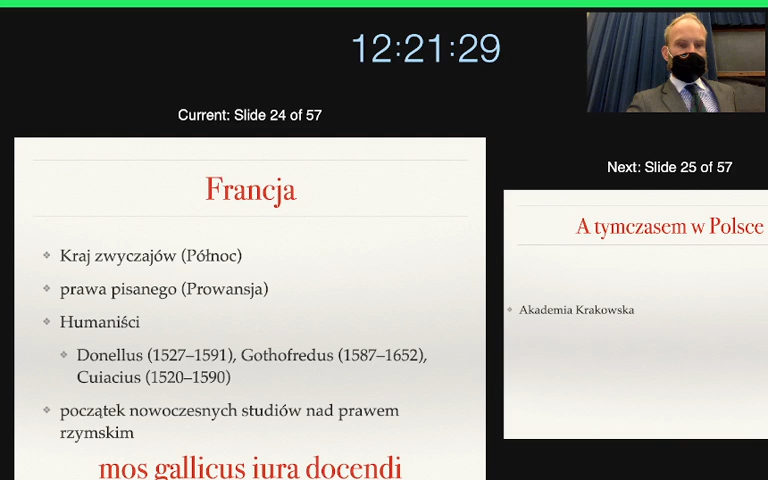 12:21:29
Current: Slide 24 of 57
Francja
Kraj zwyczajów (Północ)
prawa pisanego (Prowansja)
Humaniści
Donellus (1527–1591), Gothofredus (1587–1652),
Cuiacius (1520–1590)
początek nowoczesnych studiów nad prawem
rzymskim
mos gallicus iura docendi
Next: Slide 25 of 57
A tymczasem w Polsce
Akademia Krakowska